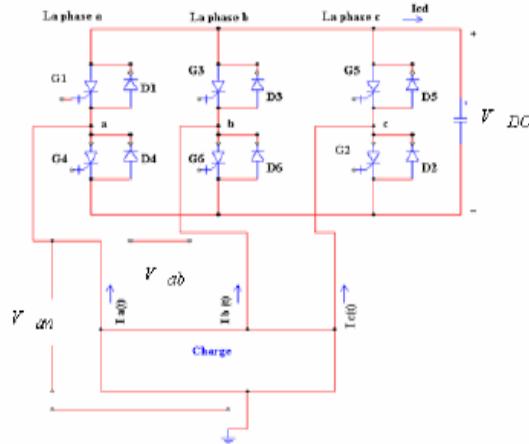 La phase a
La phase b
La phase c
Icd
+
G1
D1
G3
D3
G5
D5
V DC
a
b
c
G4
D4
G6
D6
G2
D2
−
V ab
V an
Ia(t)
Ib(t)
Ic(t)
Charge